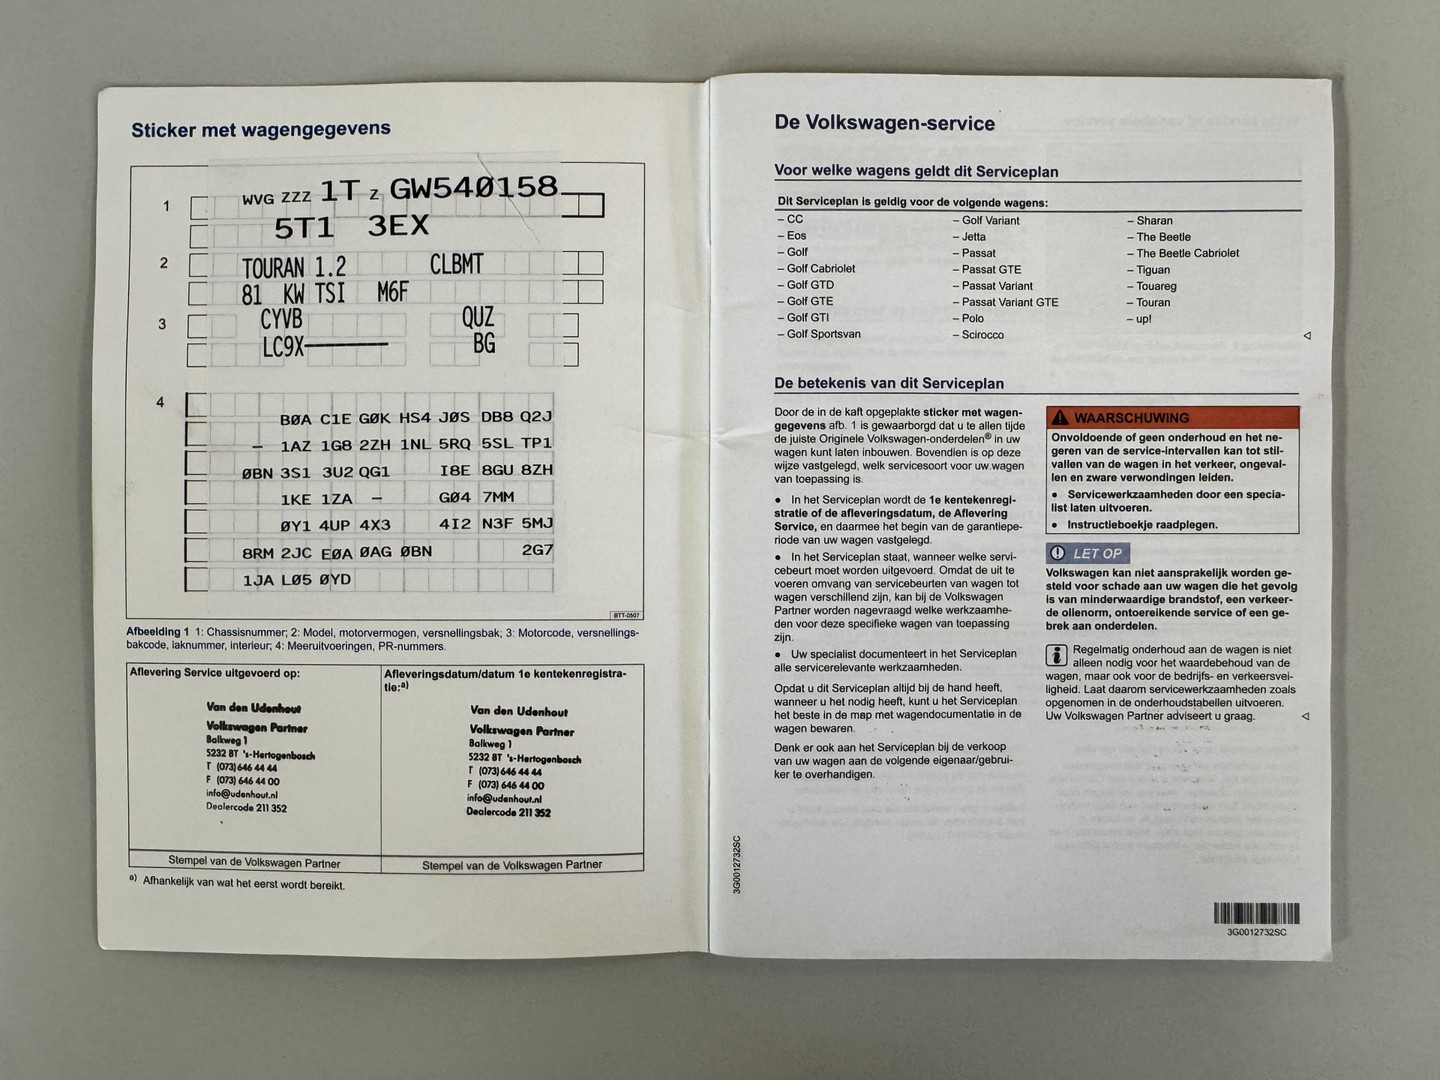 Sticker met wagengegevens
1
WVG ZZZ 1T Z GW540158
5T1 3EX
2
TOURAN 1.2 CLBMT
81 KW TSI M6F
3
CYVB QUZ
LC9X BG
4
BØA C1E GØK HS4 JØS DB8 Q2J
– 1AZ 1G8 2ZH 1NL 5RQ 5SL TP1
ØBN 3S1 3U2 QG1 I8E 8GU 8ZH
1KE 1ZA – GØ4 7MM
ØY1 4UP 4X3 4I2 N3F 5MJ
8RM 2JC EØA ØAG ØBN 2G7
1JA LØ5 ØYD
BTT-0507
Afbeelding 1 1: Chassisnummer; 2: Model, motorvermogen, versnellingsbak; 3: Motorcode, versnellings-
bakcode, laknummer, interieur; 4: Meeruitvoeringen, PR-nummers.
Aflevering Service uitgevoerd op:
Van den Udenhout
Volkswagen Partner
Balkweg 1
5232 BT 's-Hertogenbosch
T (073) 646 44 44
F (073) 646 44 00
info@udenhout.nl
Dealercode 211 352
Stempel van de Volkswagen Partner
Afleveringsdatum/datum 1e kentekenregistra-
tie:a)
Van den Udenhout
Volkswagen Partner
Balkweg 1
5232 BT 's-Hertogenbosch
T (073) 646 44 44
F (073) 646 44 00
info@udenhout.nl
Dealercode 211 352
Stempel van de Volkswagen Partner
a) Afhankelijk van wat het eerst wordt bereikt.
De Volkswagen-service
Voor welke wagens geldt dit Serviceplan
Dit Serviceplan is geldig voor de volgende wagens:
– CC
– Eos
– Golf
– Golf Cabriolet
– Golf GTD
– Golf GTE
– Golf GTI
– Golf Sportsvan
– Golf Variant
– Jetta
– Passat
– Passat GTE
– Passat Variant
– Passat Variant GTE
– Polo
– Scirocco
– Sharan
– The Beetle
– The Beetle Cabriolet
– Tiguan
– Touareg
– Touran
– up!
De betekenis van dit Serviceplan
Door de in de kaft opgeplakte sticker met wagen-
gegevens afb. 1 is gewaarborgd dat u te allen tijde
de juiste Originele Volkswagen-onderdelen® in uw
wagen kunt laten inbouwen. Bovendien is op deze
wijze vastgelegd, welk servicesoort voor uw wagen
van toepassing is.
• In het Serviceplan wordt de 1e kentekenregi-
stratie of de afleveringsdatum, de Aflevering
Service, en daarmee het begin van de garantiepe-
riode van uw wagen vastgelegd.
• In het Serviceplan staat, wanneer welke servi-
cebeurt moet worden uitgevoerd. Omdat de uit te
voeren omvang van servicebeurten van wagen tot
wagen verschillend zijn, kan bij de Volkswagen
Partner worden nagevraagd welke werkzaamhe-
den voor deze specifieke wagen van toepassing
zijn.
• Uw specialist documenteert in het Serviceplan
alle servicerelevante werkzaamheden.
Opdat u dit Serviceplan altijd bij de hand heeft,
wanneer u het nodig heeft, kunt u het Serviceplan
het beste in de map met wagendocumentatie in de
wagen bewaren.
Denk er ook aan het Serviceplan bij de verkoop
van uw wagen aan de volgende eigenaar/gebrui-
ker te overhandigen.
WAARSCHUWING
Onvoldoende of geen onderhoud en het ne-
geren van de service-intervallen kan tot stil-
vallen van de wagen in het verkeer, ongeval-
len en zware verwondingen leiden.
• Servicewerkzaamheden door een specia-
list laten uitvoeren.
• Instructieboekje raadplegen.
LET OP
Volkswagen kan niet aansprakelijk worden ge-
steld voor schade aan uw wagen die het gevolg
is van minderwaardige brandstof, een verkeer-
de olienorm, ontoereikende service of een ge-
brek aan onderdelen.
Regelmatig onderhoud aan de wagen is niet
alleen nodig voor het waardebehoud van de
wagen, maar ook voor de bedrijfs- en verkeersvei-
ligheid. Laat daarom servicewerkzaamheden zoals
opgenomen in de onderhoudstabellen uitvoeren.
Uw Volkswagen Partner adviseert u graag.
3G0012732SC
3G0012732SC